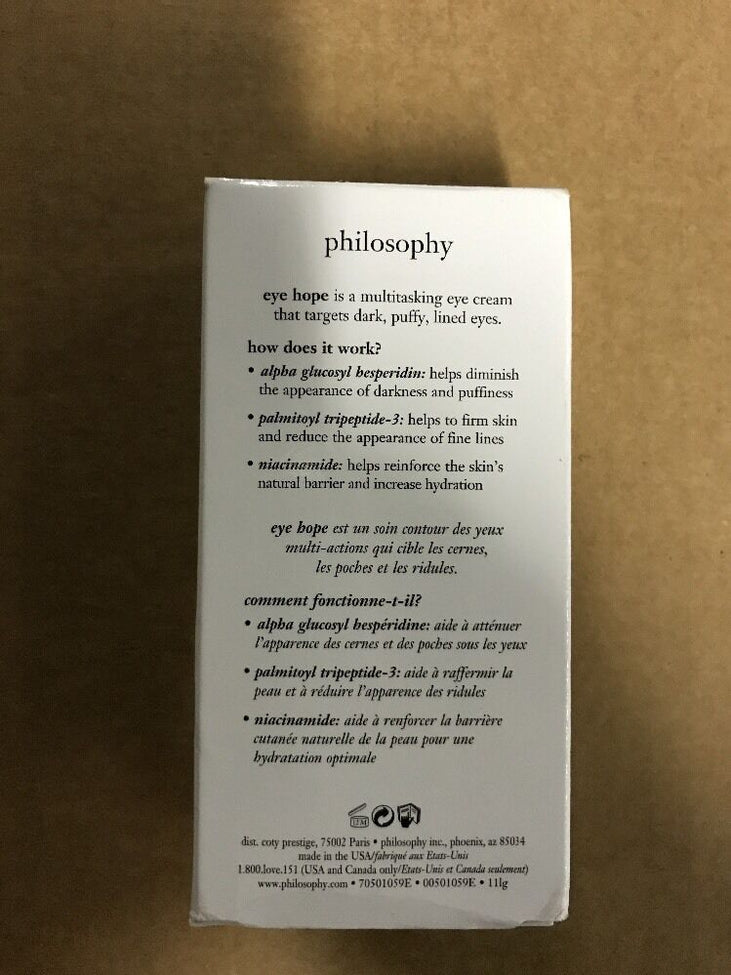 philosophy
eye hope is a multitasking eye cream
that targets dark, puffy, lined eyes.
how does it work?
• alpha glucosyl hesperidin: helps diminish
the appearance of darkness and puffiness
• palmitoyl tripeptide-3: helps to firm skin
and reduce the appearance of fine lines
• niacinamide: helps reinforce the skin's
natural barrier and increase hydration
eye hope est un soin contour des yeux
multi-actions qui cible les cernes,
les poches et les ridules.
comment fonctionne-t-il?
• alpha glucosyl hespéridine: aide à atténuer
l'apparence des cernes et des poches sous les yeux
• palmitoyl tripeptide-3: aide à raffermir la
peau et à réduire l'apparence des ridules
• niacinamide: aide à renforcer la barrière
cutanée naturelle de la peau pour une
hydratation optimale
12M
dist. coty prestige, 75002 Paris • philosophy inc., phoenix, az 85034
made in the USA/fabriqué aux Etats-Unis
1.800.love.151 (USA and Canada only/Etats-Unis et Canada seulement)
www.philosophy.com • 70501059E • 00501059E • 11lg